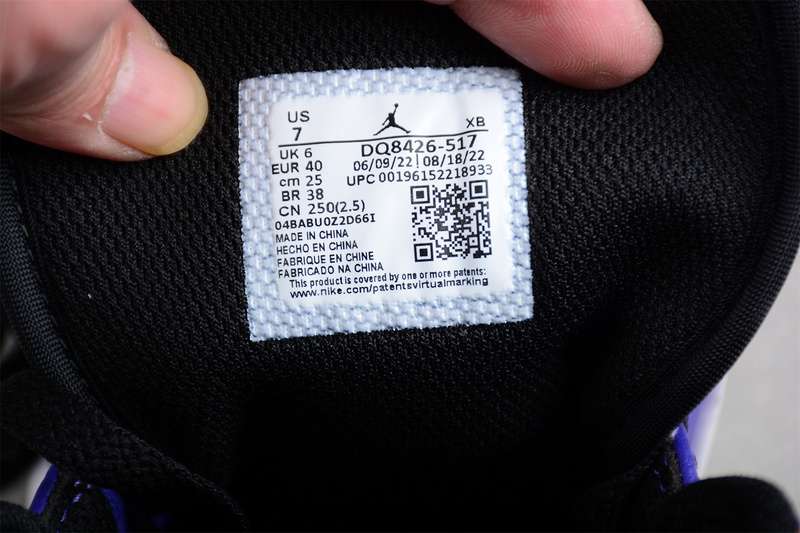 US
7 XB
UK 6 DQ8426-517
EUR 40 06/09/22 | 08/18/22
cm 25 UPC 00196152218933
BR 38
CN 250(2.5)
04BABU0Z2D66I
MADE IN CHINA
HECHO EN CHINA
FABRIQUE EN CHINE
FABRICADO NA CHINA
This product is covered by one or more patents:
www.nike.com/patentsvirtualmarking